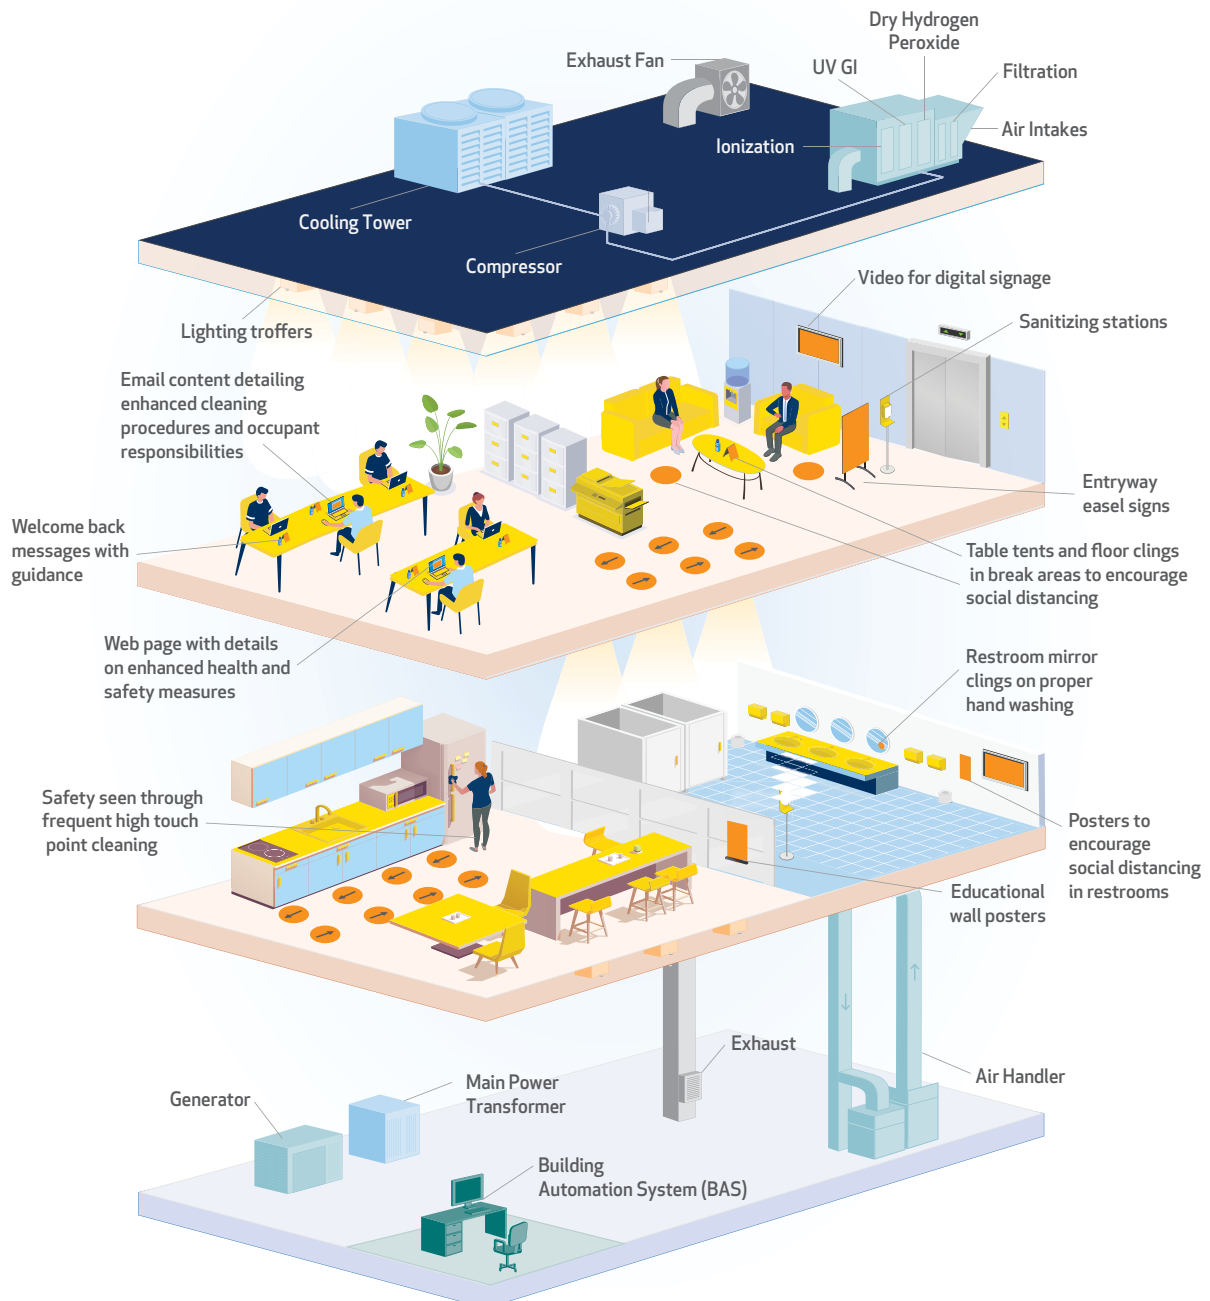 Dry Hydrogen
Peroxide
Exhaust Fan
UV GI
Filtration
Air Intakes
Ionization
Cooling Tower
Compressor
Lighting troffers
Video for digital signage
Sanitizing stations
Email content detailing
enhanced cleaning
procedures and occupant
responsibilities
Entryway
easel signs
Welcome back
messages with
guidance
Table tents and floor clings
in break areas to encourage
social distancing
Web page with details
on enhanced health and
safety measures
Restroom mirror
clings on proper
hand washing
Safety seen through
frequent high touch
point cleaning
Posters to
encourage
social distancing
in restrooms
Educational
wall posters
Exhaust
Air Handler
Main Power
Transformer
Generator
Building
Automation System (BAS)